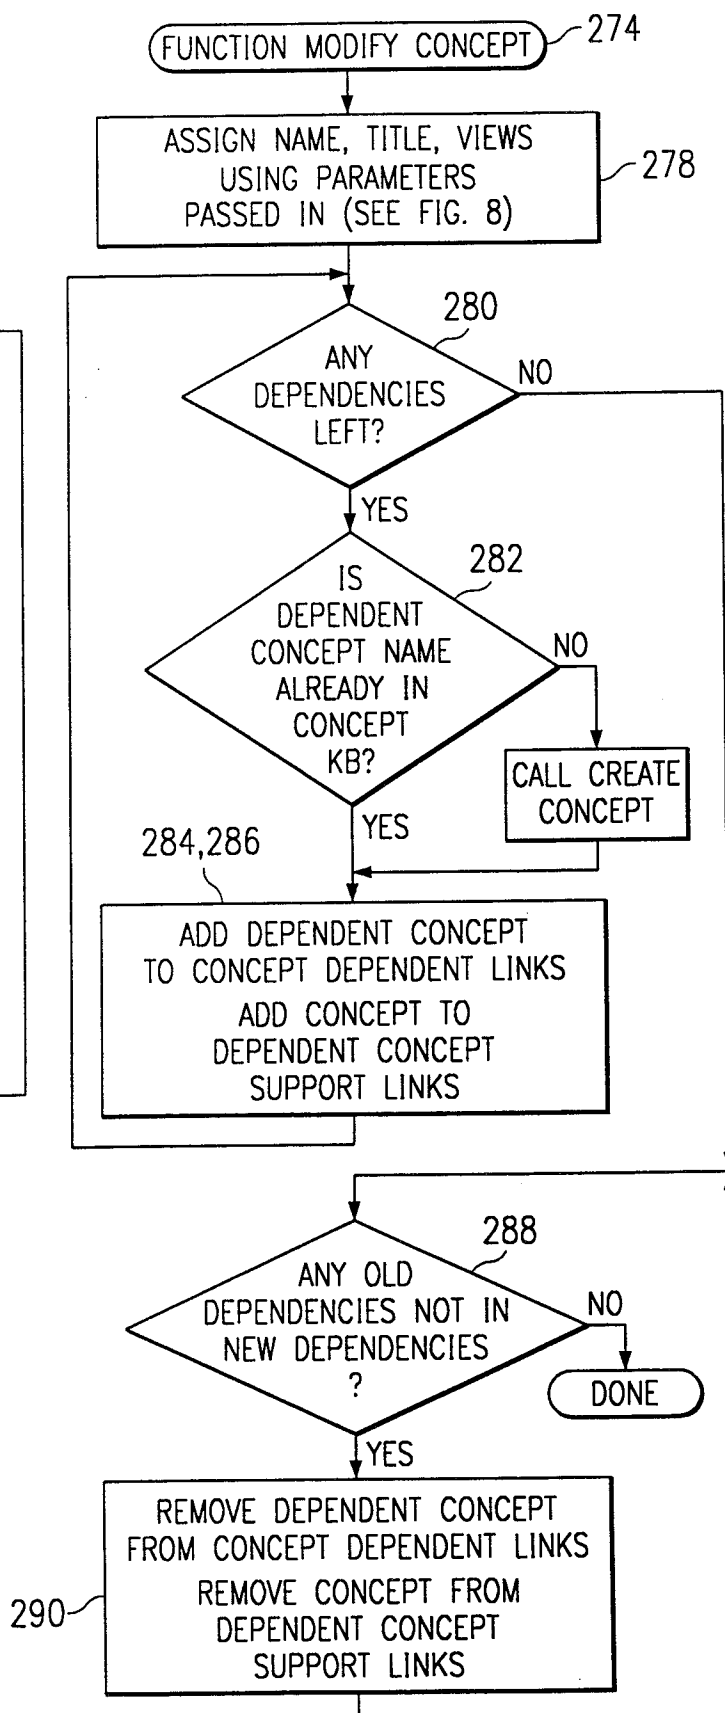 FUNCTION MODIFY CONCEPT
274
ASSIGN NAME, TITLE, VIEWS
USING PARAMETERS
PASSED IN (SEE FIG. 8)
278
280
ANY
DEPENDENCIES
LEFT?
NO
YES
282
IS
DEPENDENT
CONCEPT NAME
ALREADY IN
CONCEPT
KB?
NO
CALL CREATE
CONCEPT
YES
284,286
ADD DEPENDENT CONCEPT
TO CONCEPT DEPENDENT LINKS
ADD CONCEPT TO
DEPENDENT CONCEPT
SUPPORT LINKS
288
ANY OLD
DEPENDENCIES NOT IN
NEW DEPENDENCIES
?
NO
DONE
YES
REMOVE DEPENDENT CONCEPT
FROM CONCEPT DEPENDENT LINKS
REMOVE CONCEPT FROM
DEPENDENT CONCEPT
SUPPORT LINKS
290